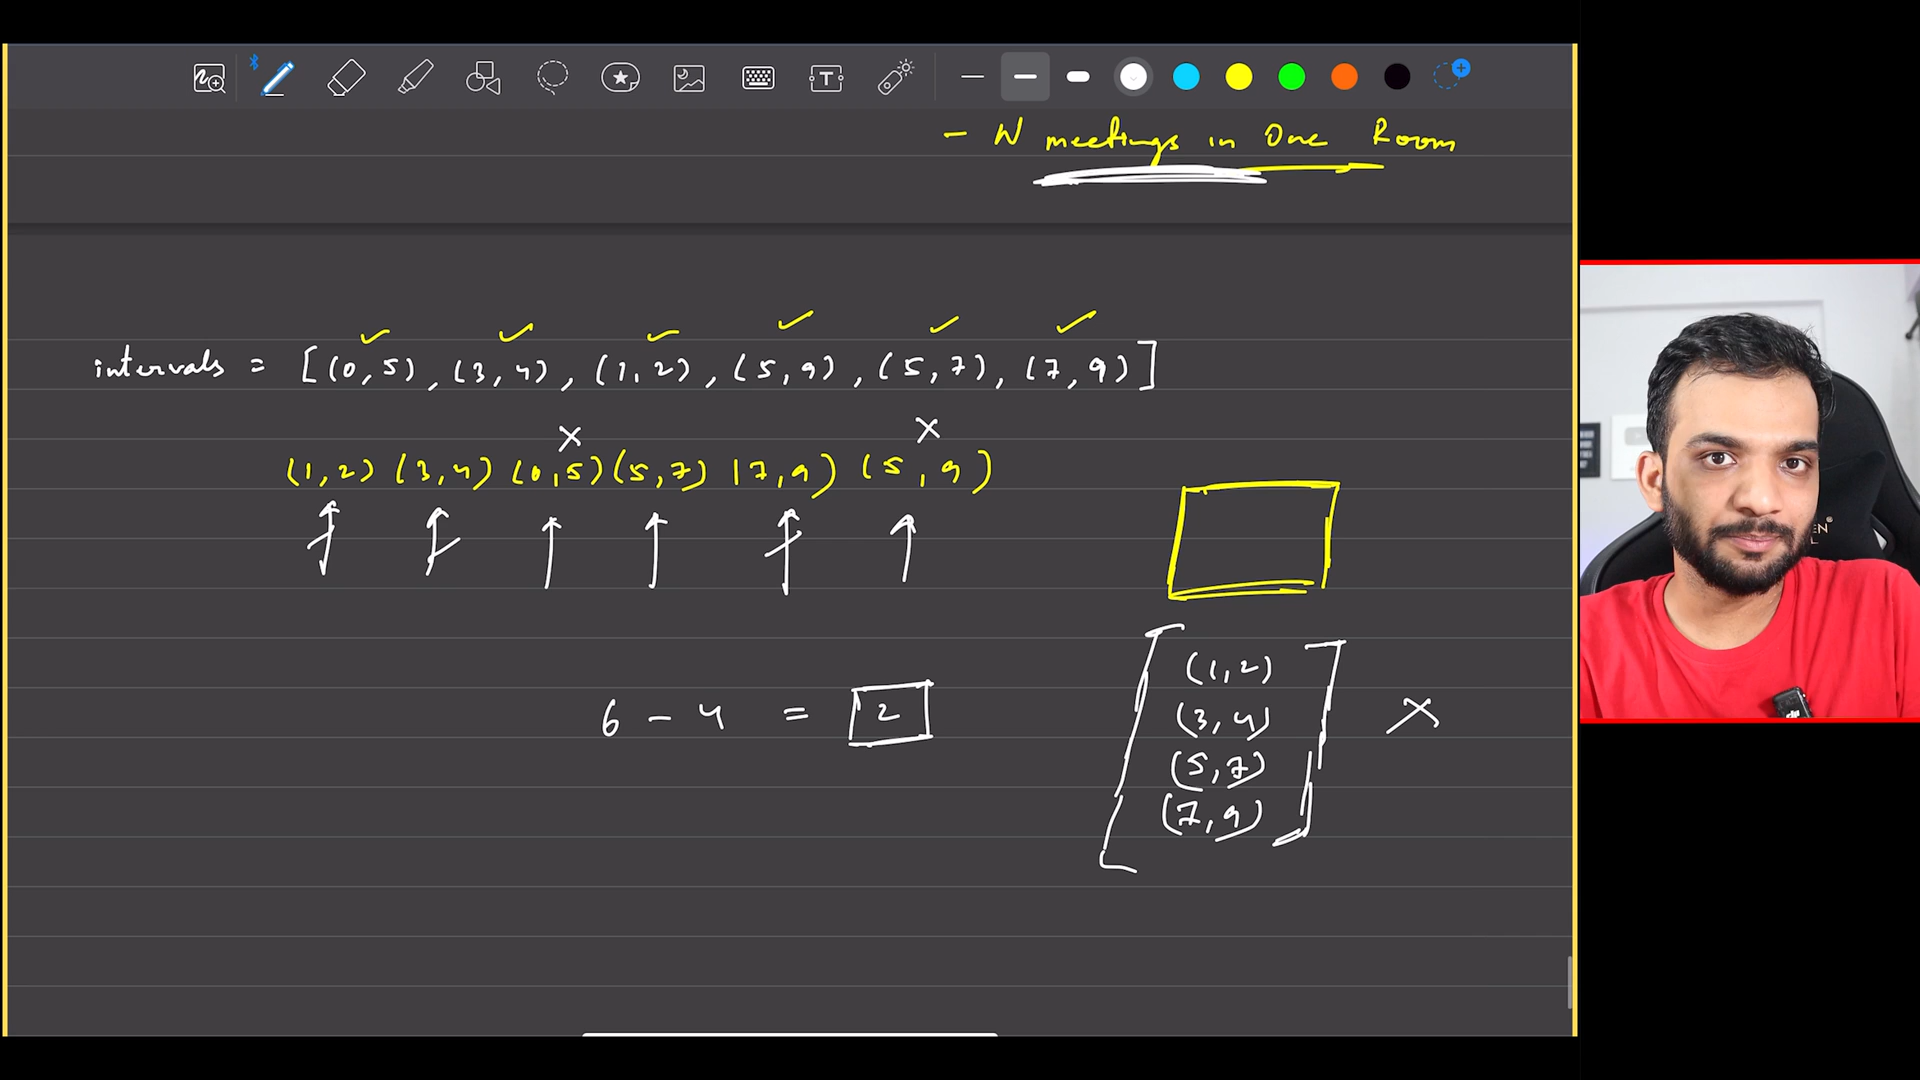 - N meetings in One Room
intervals = [(0,5), (3,4), (1,2), (5,9), (5,7), (7,9)]
x x
(1,2) (3,4) (0,5) (5,7) (7,9) (5,9)
(1,2)
6 - 4 = 2
(3,4) x
(5,7)
(7,9)